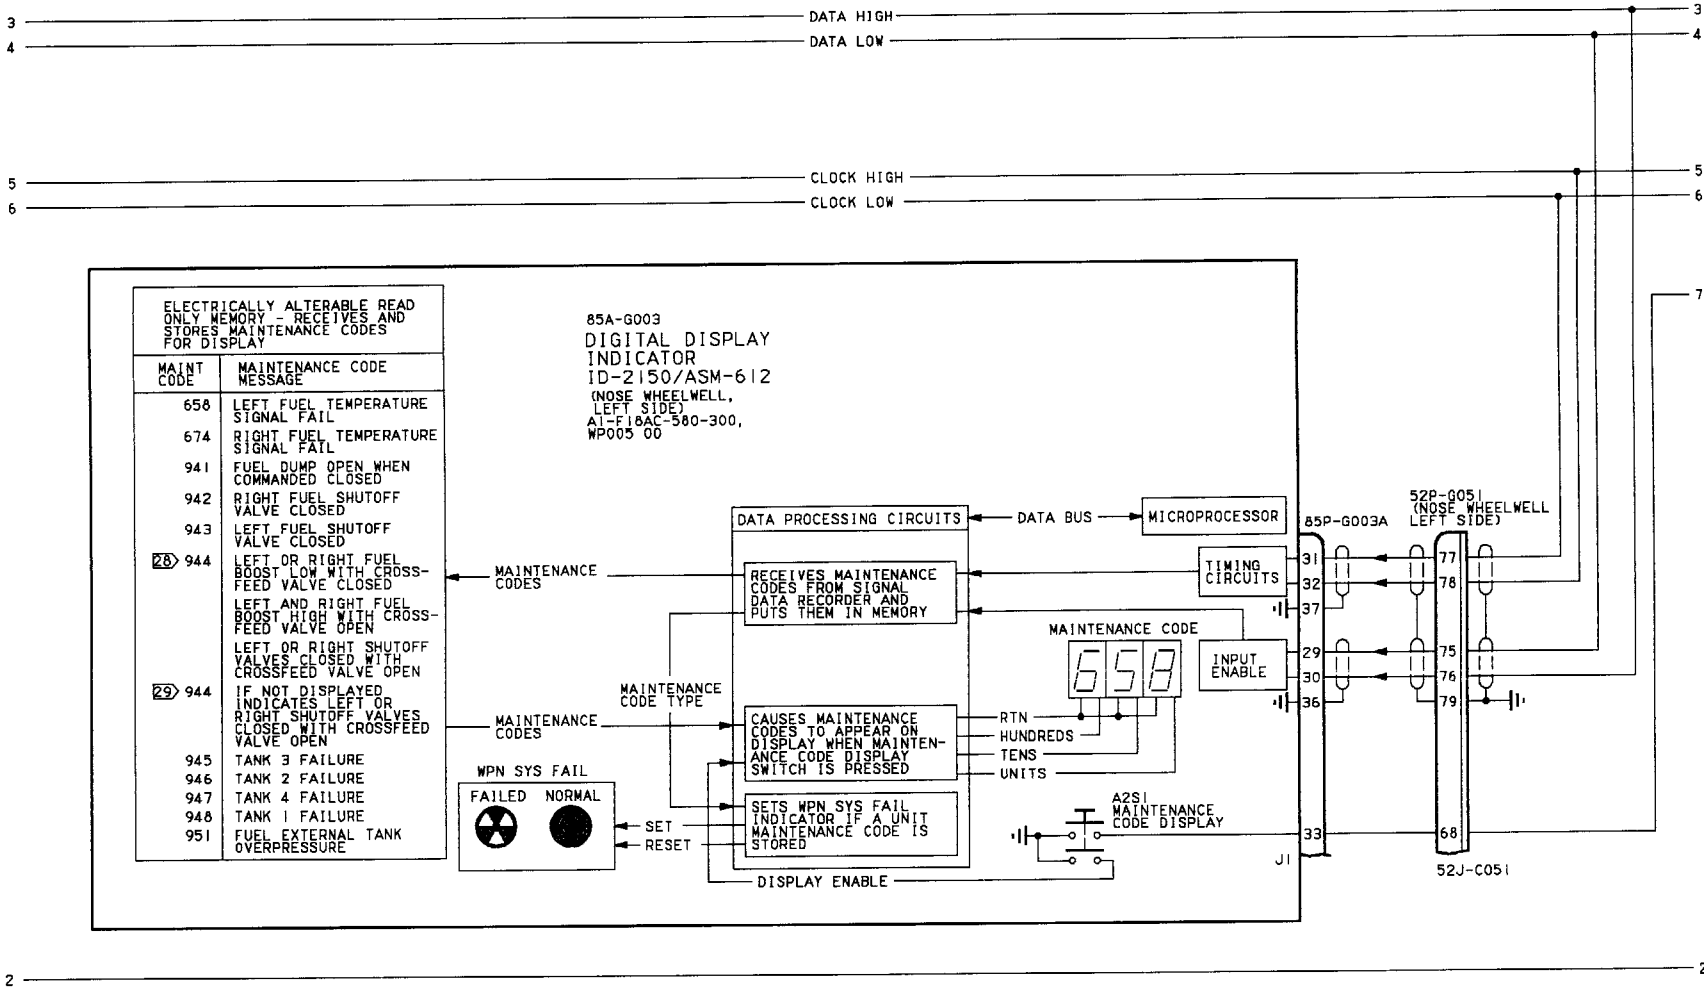 3 DATA HIGH 3
4 DATA LOW 4
5 CLOCK HIGH 5
6 CLOCK LOW 6
7
ELECTRICALLY ALTERABLE READ
ONLY MEMORY - RECEIVES AND
STORES MAINTENANCE CODES
FOR DISPLAY
MAINT
CODE
MAINTENANCE CODE
MESSAGE
658 LEFT FUEL TEMPERATURE
SIGNAL FAIL
674 RIGHT FUEL TEMPERATURE
SIGNAL FAIL
941 FUEL DUMP OPEN WHEN
COMMANDED CLOSED
942 RIGHT FUEL SHUTOFF
VALVE CLOSED
943 LEFT FUEL SHUTOFF
VALVE CLOSED
28 944 LEFT OR RIGHT FUEL
BOOST LOW WITH CROSS-
FEED VALVE CLOSED
LEFT AND RIGHT FUEL
BOOST HIGH WITH CROSS-
FEED VALVE OPEN
LEFT OR RIGHT SHUTOFF
VALVES CLOSED WITH
CROSSFEED VALVE OPEN
29 944 IF NOT DISPLAYED
INDICATES LEFT OR
RIGHT SHUTOFF VALVES
CLOSED WITH CROSSFEED
VALVE OPEN
945 TANK 3 FAILURE
946 TANK 2 FAILURE
947 TANK 4 FAILURE
948 TANK 1 FAILURE
951 FUEL EXTERNAL TANK
OVERPRESSURE
85A-G003
DIGITAL DISPLAY
INDICATOR
ID-2150/ASM-612
(NOSE WHEELWELL,
LEFT SIDE)
A1-F18AC-580-300,
WP005 00
MAINTENANCE
CODES
MAINTENANCE
CODE TYPE
MAINTENANCE
CODES
WPN SYS FAIL
FAILED NORMAL
SET
RESET
DATA PROCESSING CIRCUITS
DATA BUS
MICROPROCESSOR
RECEIVES MAINTENANCE
CODES FROM SIGNAL
DATA RECORDER AND
PUTS THEM IN MEMORY
CAUSES MAINTENANCE
CODES TO APPEAR ON
DISPLAY WHEN MAINTEN-
ANCE CODE DISPLAY
SWITCH IS PRESSED
SETS WPN SYS FAIL
INDICATOR IF A UNIT
MAINTENANCE CODE IS
STORED
DISPLAY ENABLE
TIMING
CIRCUITS
MAINTENANCE CODE
658
INPUT
ENABLE
RTN
HUNDREDS
TENS
UNITS
A2S1
MAINTENANCE
CODE DISPLAY
85P-G003A
31
32
37
29
30
36
33
J1
52P-G051
(NOSE WHEELWELL
LEFT SIDE)
77
78
75
76
79
68
52J-C051
2 2